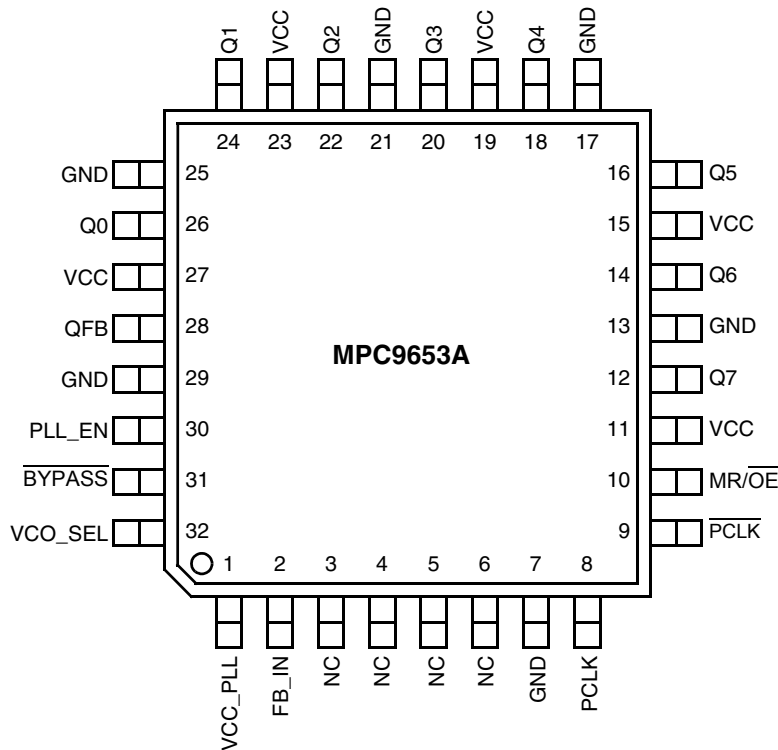 Q1 VCC Q2 GND Q3 VCC Q4 GND
24 23 22 21 20 19 18 17
GND 25 16 Q5
Q0 26 15 VCC
VCC 27 14 Q6
QFB 28 13 GND
MPC9653A
GND 29 12 Q7
PLL_EN 30 11 VCC
BYPASS 31 10 MR/OE
VCO_SEL 32 9 PCLK
1 2 3 4 5 6 7 8
VCC_PLL FB_IN NC NC NC NC GND PCLK